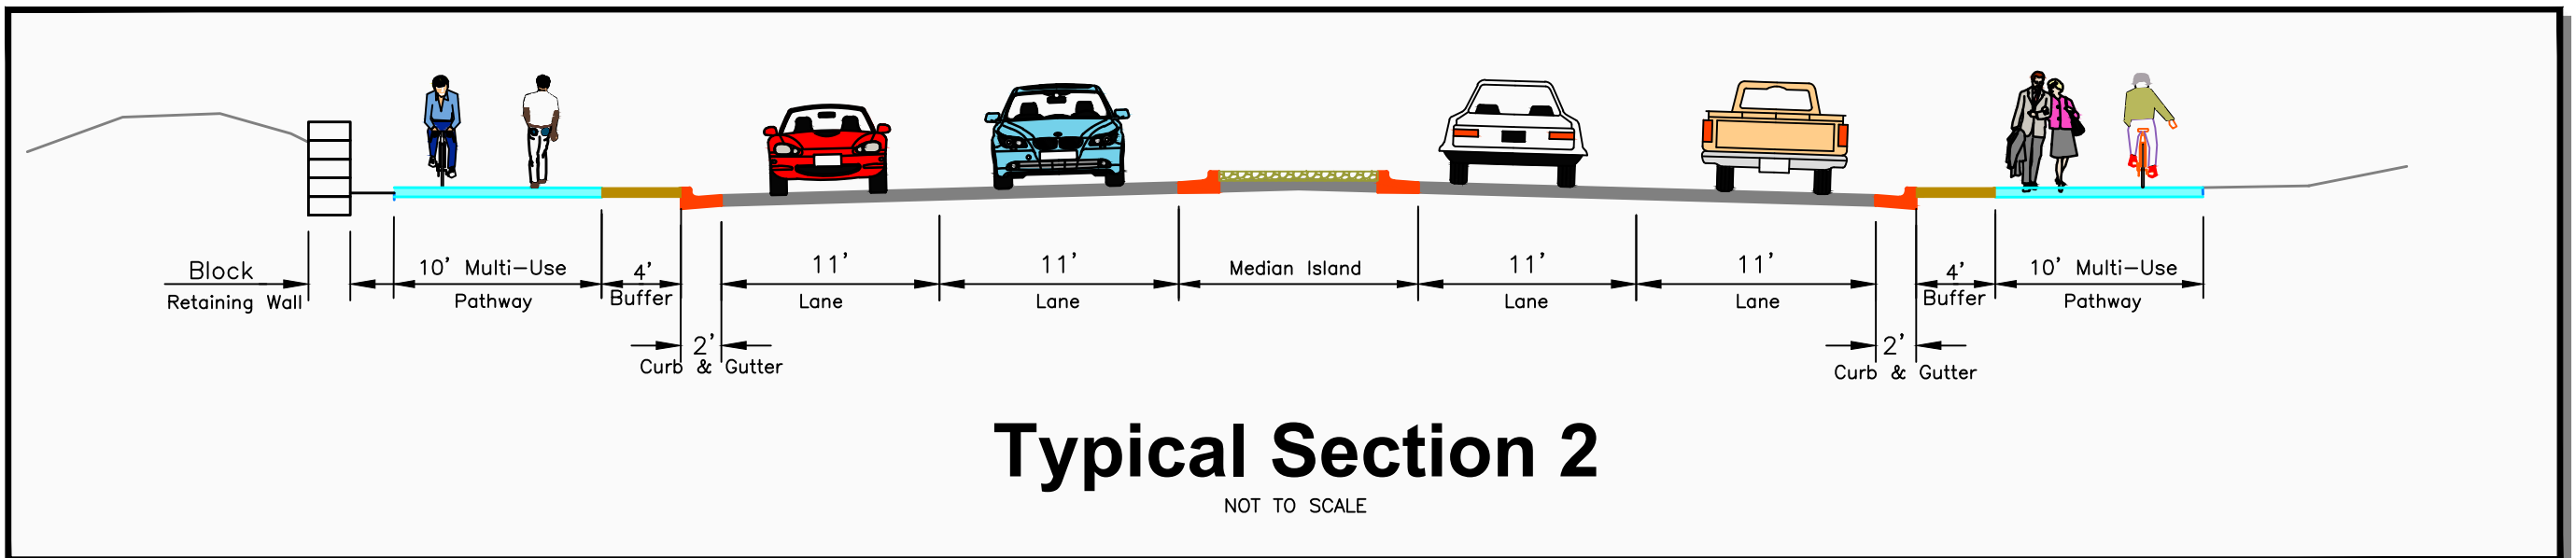 Block
Retaining Wall
10' Multi-Use
Pathway
4'
Buffer
2'
Curb & Gutter
11'
Lane
11'
Lane
Median Island
11'
Lane
11'
Lane
2'
Curb & Gutter
4'
Buffer
10' Multi-Use
Pathway
Typical Section 2
NOT TO SCALE